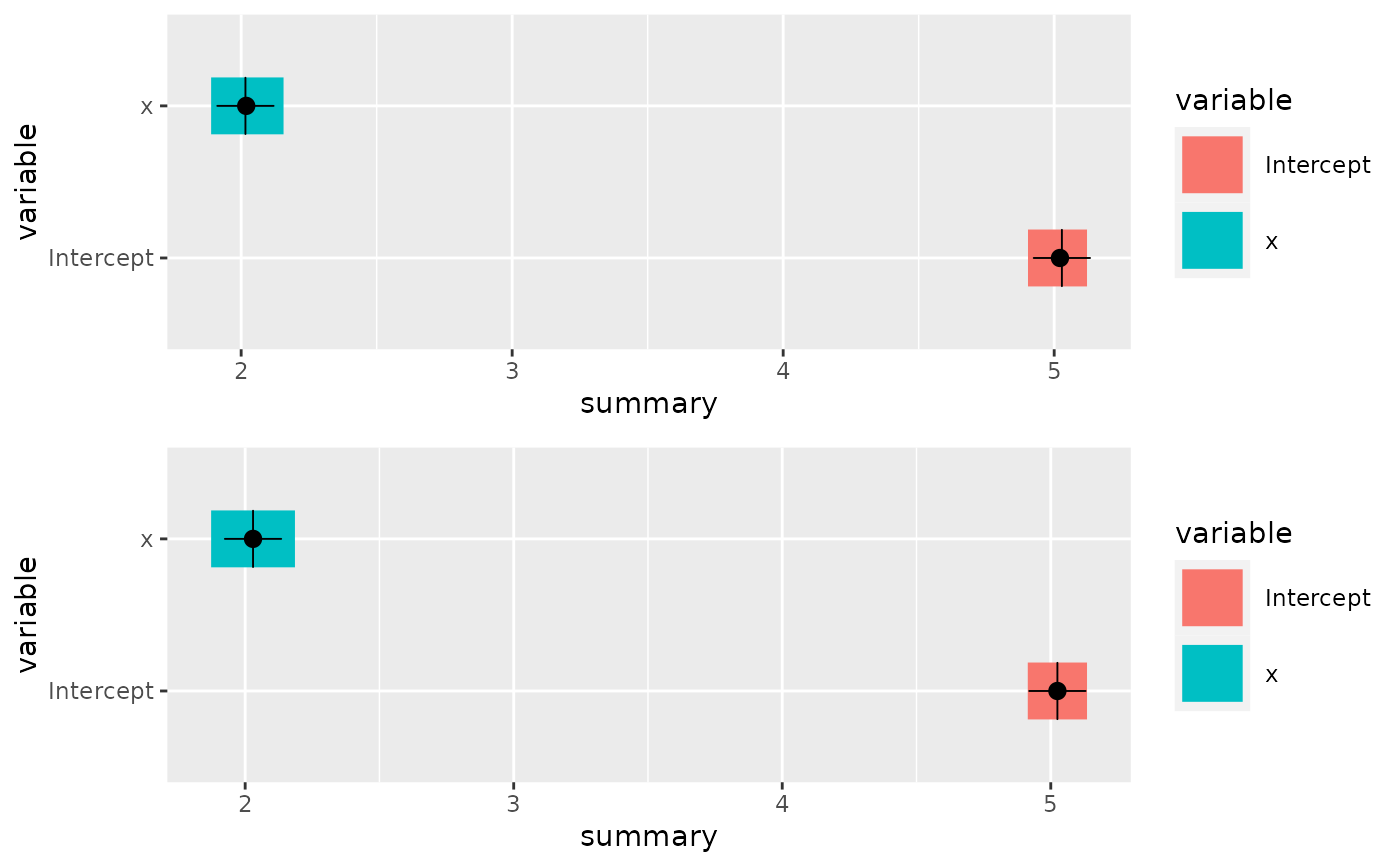 variable
x
Intercept
2 3 4 5
summary
variable
Intercept
x
variable
x
Intercept
2 3 4 5
summary
variable
Intercept
x